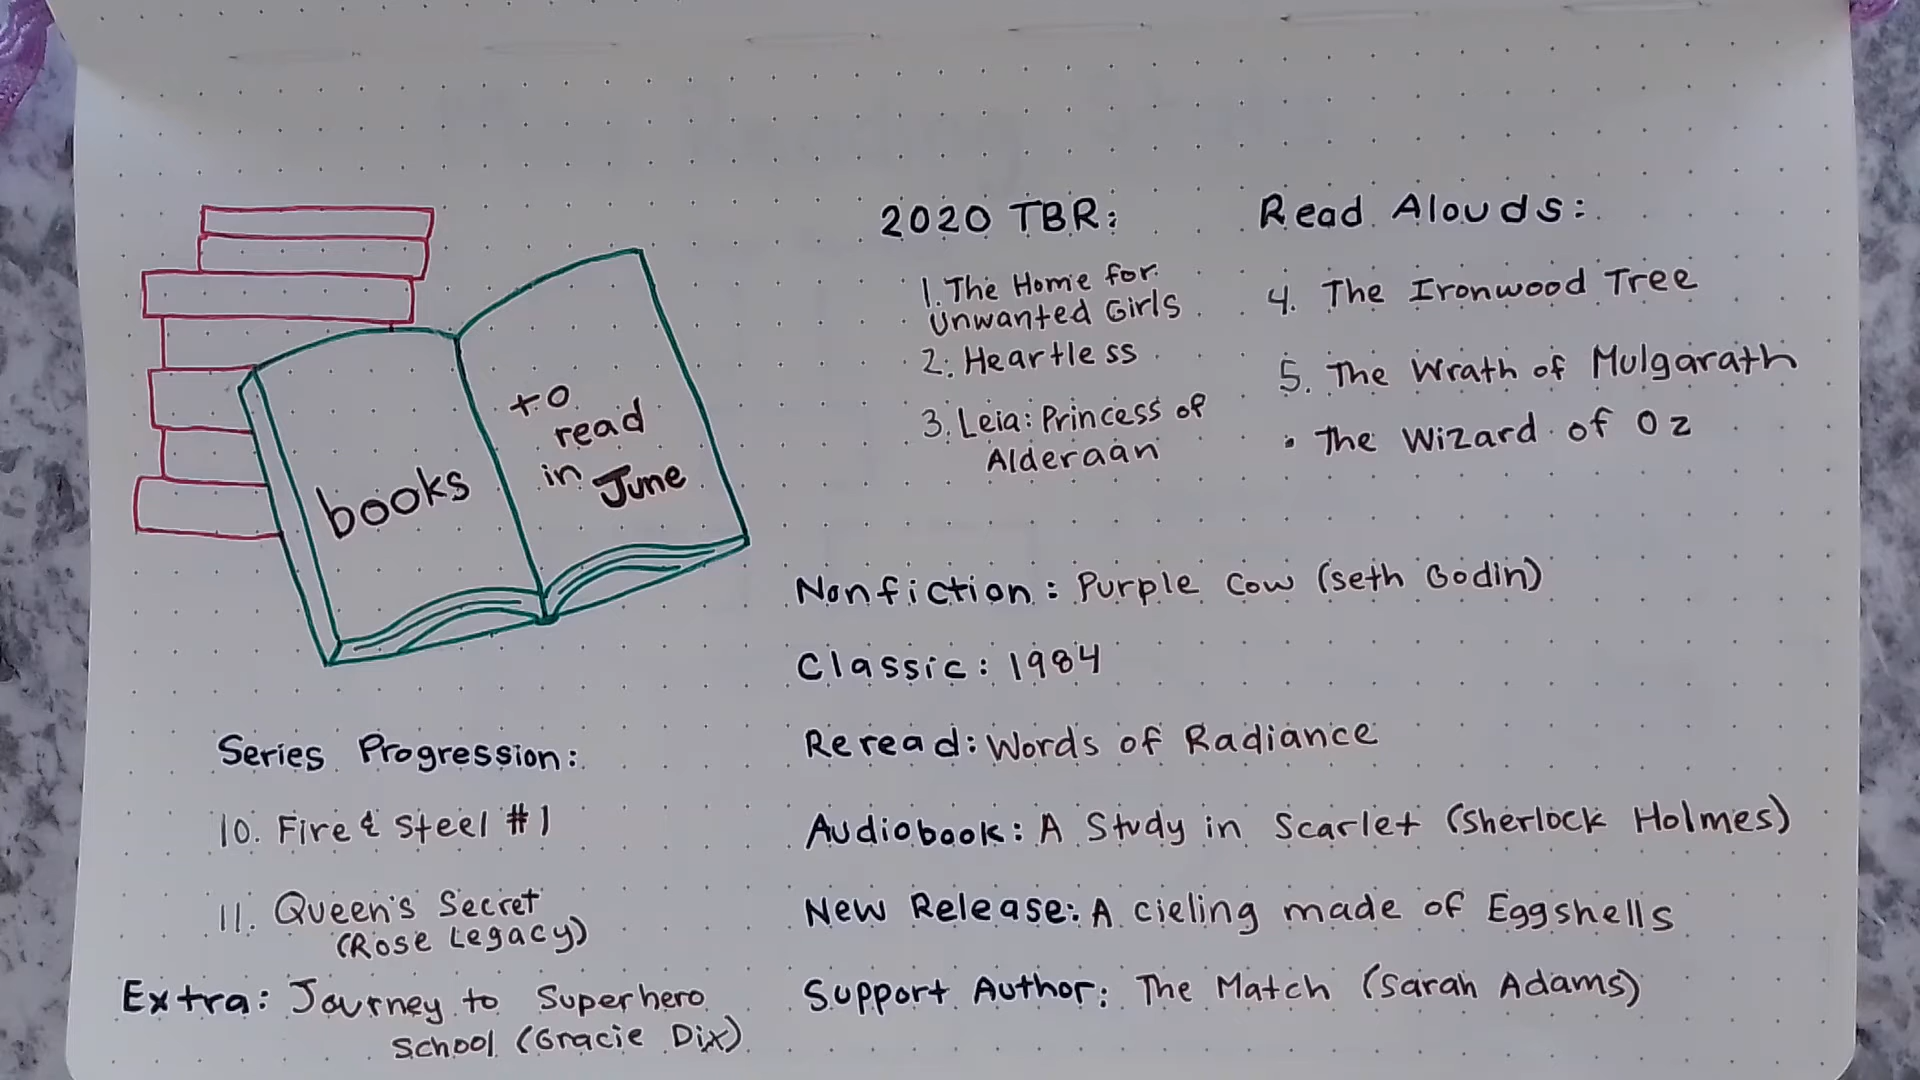 books
to
read
in June
2020 TBR:
1. The Home for
Unwanted Girls
2. Heartless
3. Leia: Princess of
Alderaan
Read Alouds:
4. The Ironwood Tree
5. The Wrath of Mulgarath
• The Wizard of Oz
Nonfiction: Purple Cow (Seth Godin)
Classic: 1984
Reread: Words of Radiance
Audiobook: A Study in Scarlet (Sherlock Holmes)
New Release: A cieling made of Eggshells
Support Author: The Match (Sarah Adams)
Series Progression:
10. Fire & Steel #1
11. Queen's Secret
(Rose Legacy)
Extra: Journey to Superhero
School (Gracie Dix)